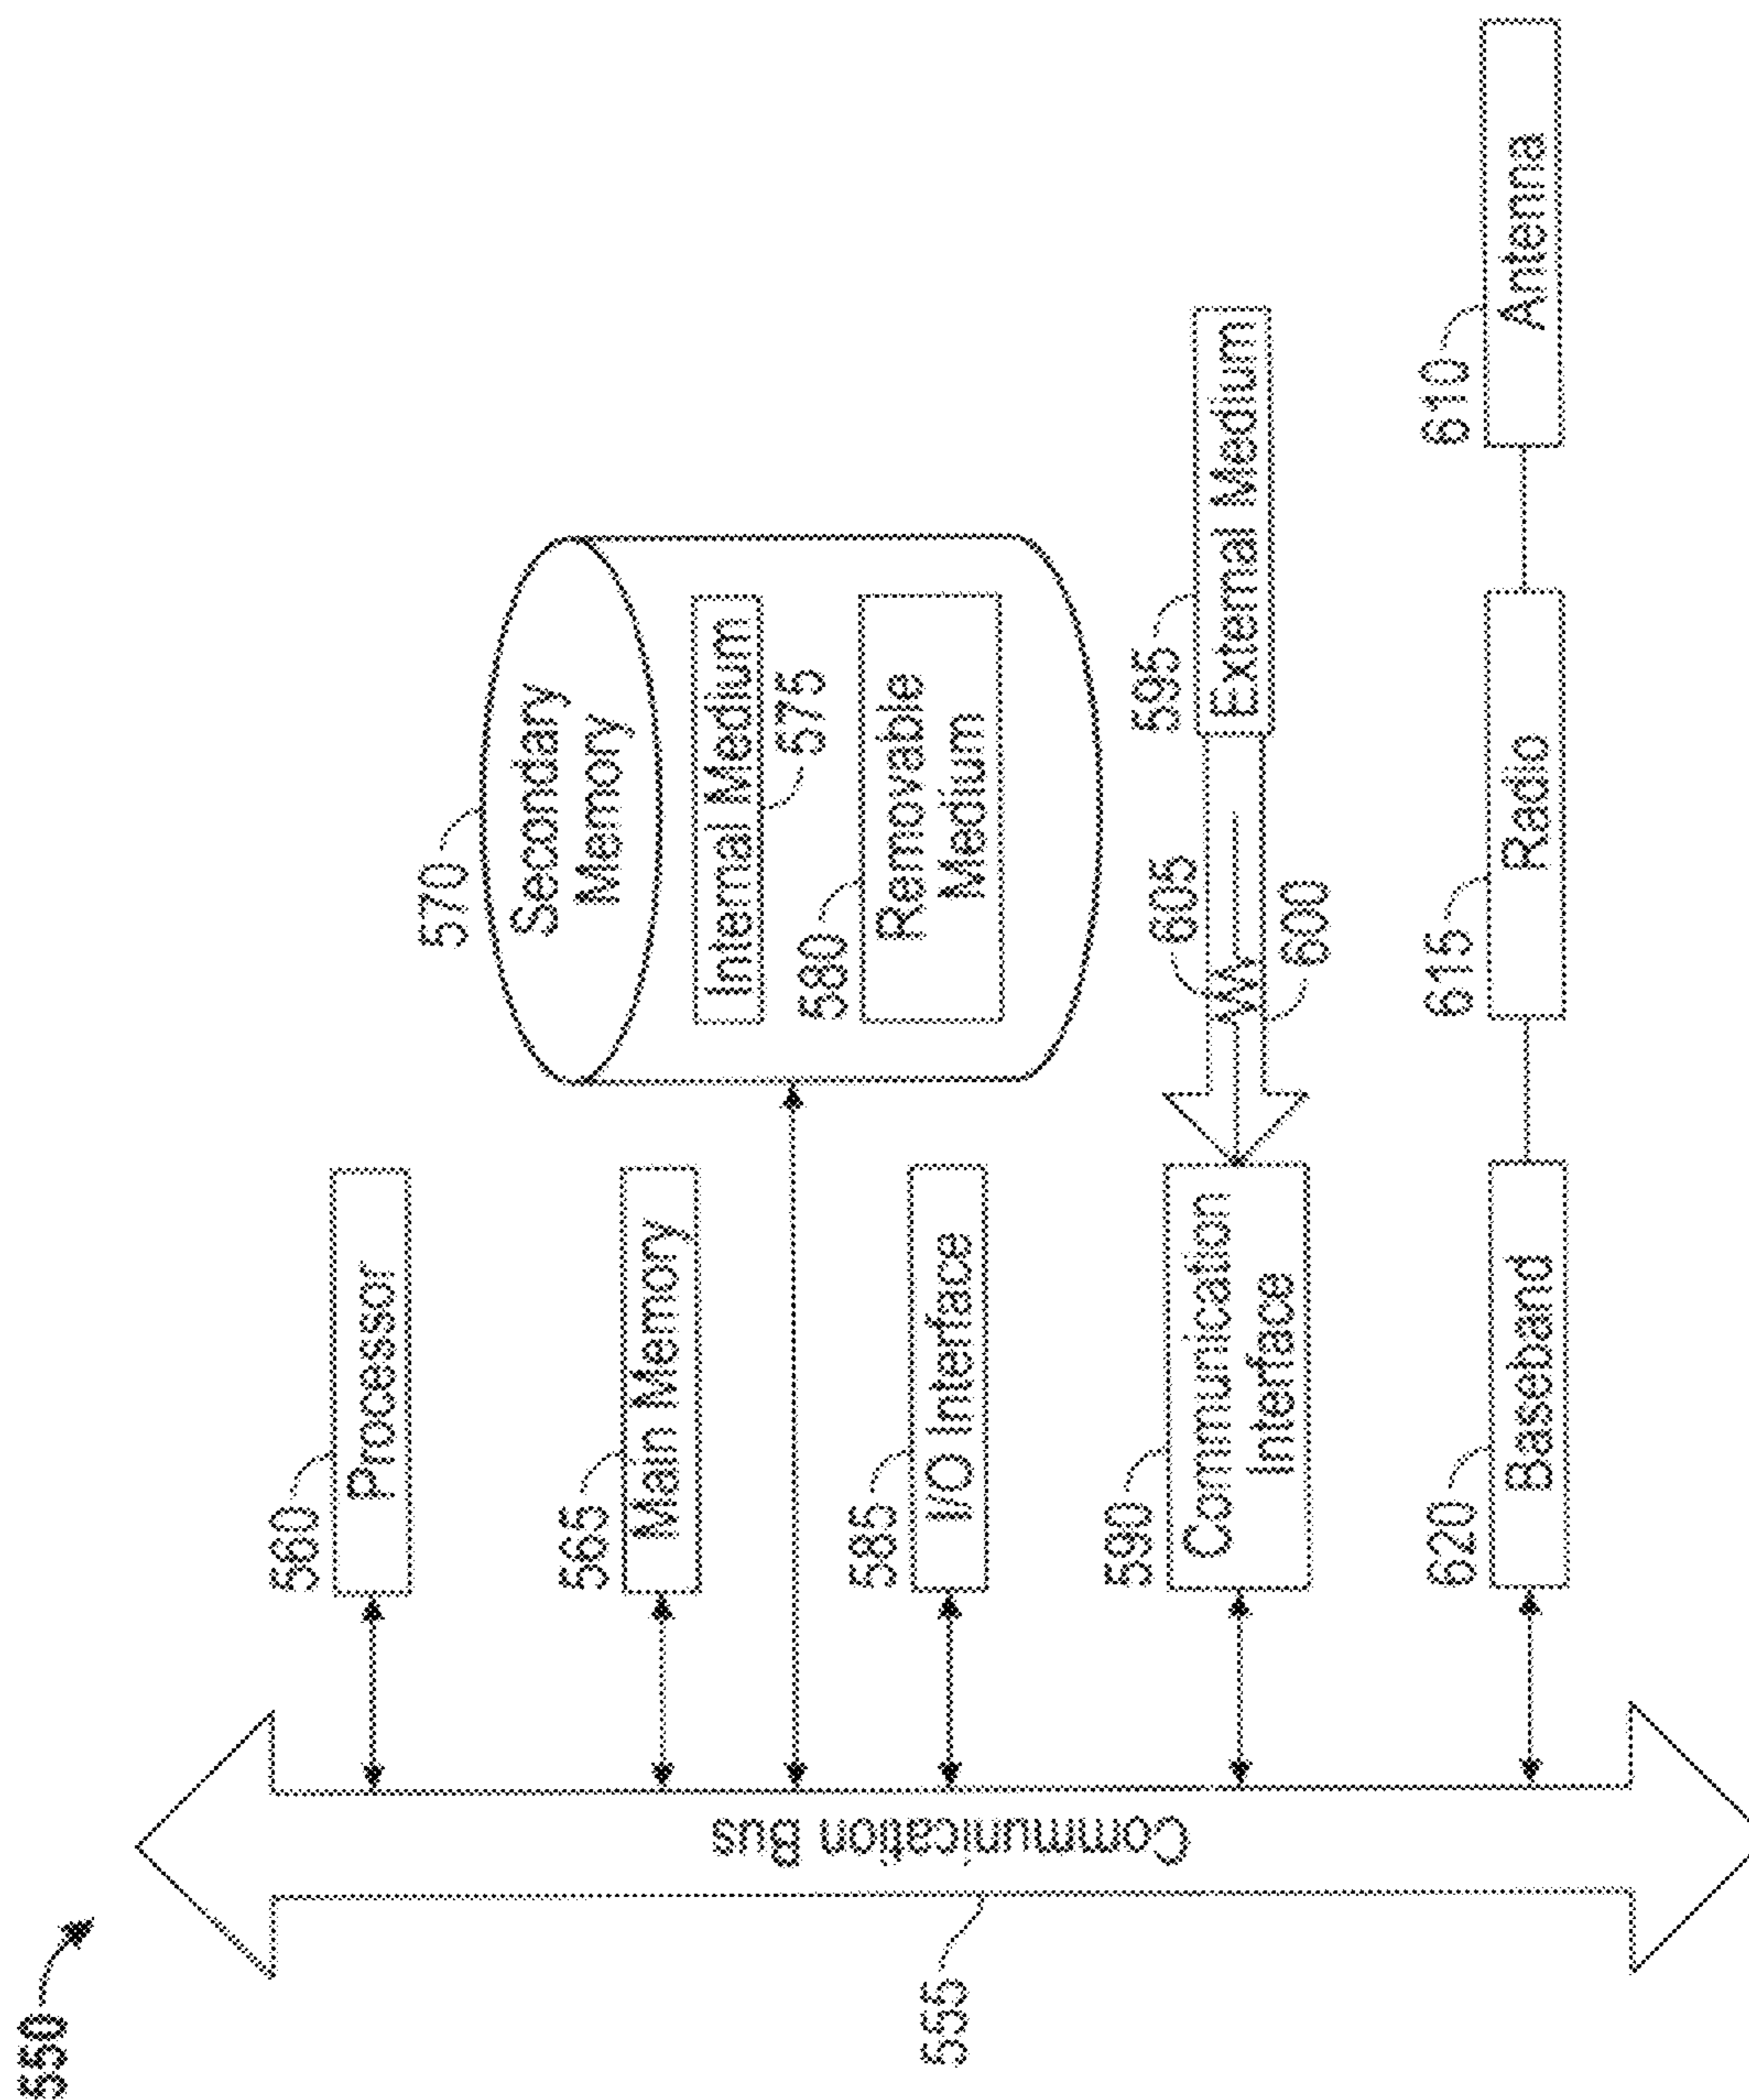 550
555
Communication Bus
560
Processor
565
Main Memory
570
Secondary
Memory
Internal Medium
575
580
Removable
Medium
585
I/O Interface
590
Communication
Interface
605
600
595
External Medium
620
Baseband
615
Radio
610
Antenna